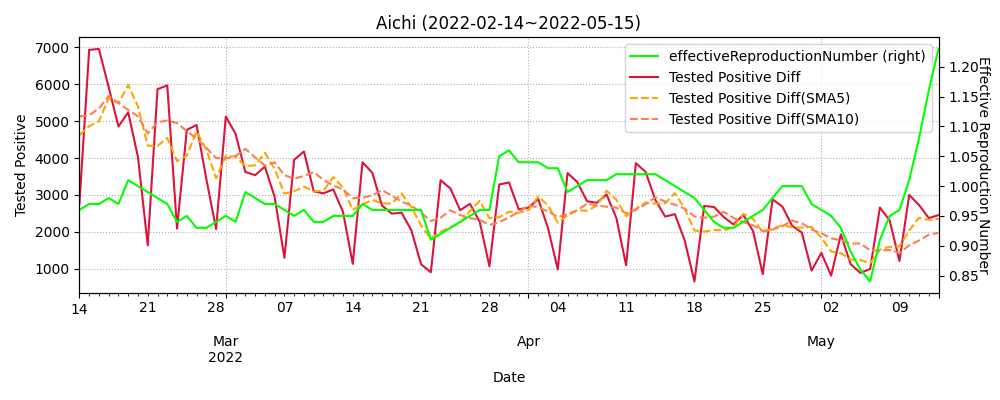 Aichi (2022-02-14~2022-05-15)
effectiveReproductionNumber (right)
Tested Positive Diff
Tested Positive Diff(SMA5)
Tested Positive Diff(SMA10)
Tested Positive
7000
6000
5000
4000
3000
2000
1000
1.20
1.15
1.10
1.05
1.00
0.95
0.90
0.85
Effective Reproduction Number
14 21 28 07 14 21 28 04 11 18 25 02 09
Mar Apr May
2022
Date